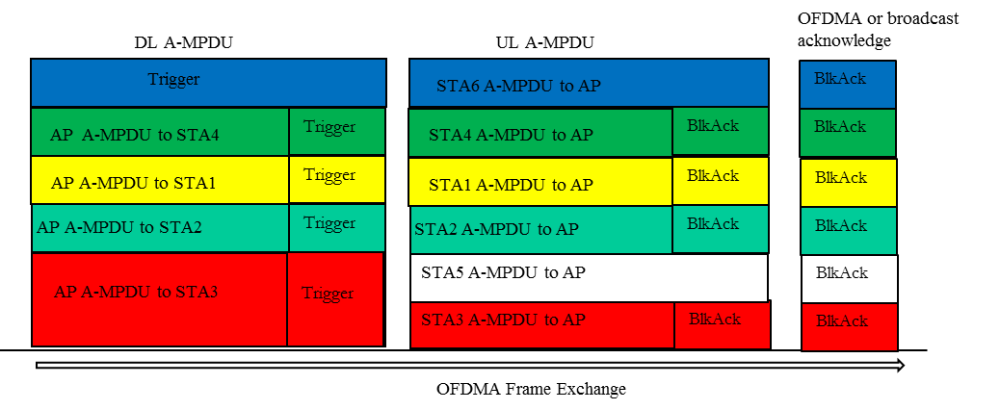 DL A-MPDU
UL A-MPDU
OFDMA or broadcast
acknowledge
Trigger
STA6 A-MPDU to AP
BlkAck
AP A-MPDU to STA4
Trigger
STA4 A-MPDU to AP
BlkAck
BlkAck
AP A-MPDU to STA1
Trigger
STA1 A-MPDU to AP
BlkAck
BlkAck
AP A-MPDU to STA2
Trigger
STA2 A-MPDU to AP
BlkAck
BlkAck
STA5 A-MPDU to AP
BlkAck
AP A-MPDU to STA3
Trigger
STA3 A-MPDU to AP
BlkAck
BlkAck
OFDMA Frame Exchange